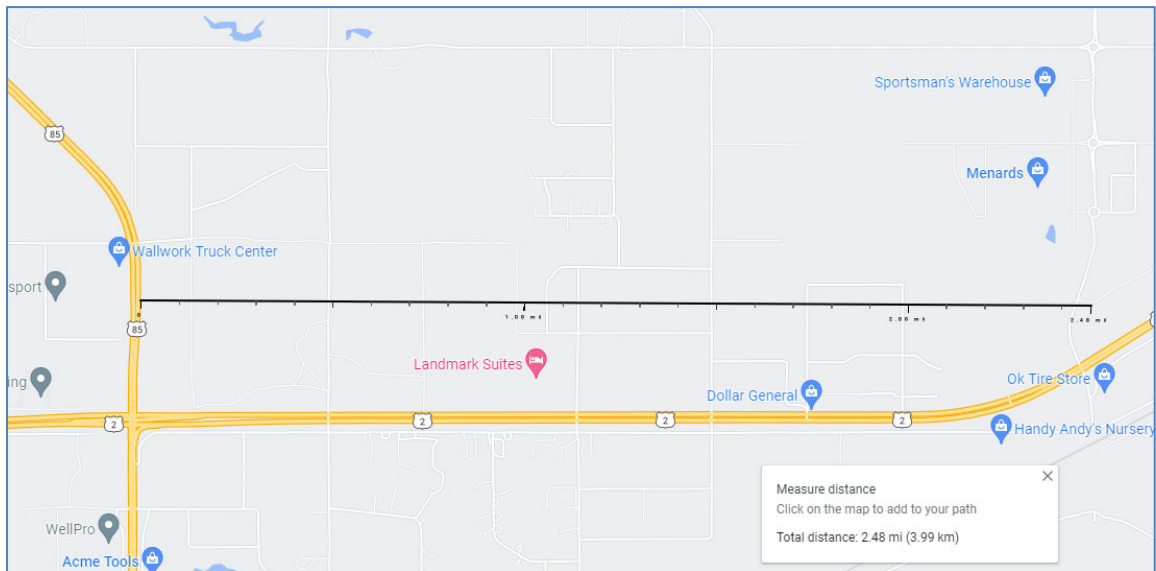 Sportsman's Warehouse
85
Menards
Wallwork Truck Center
sport
0
1.00 mi
2.00 mi
2.48 mi
85
Landmark Suites
ing
Ok Tire Store
Dollar General
2
2
2
2
Handy Andy's Nursery
Measure distance
Click on the map to add to your path
Total distance: 2.48 mi (3.99 km)
WellPro
Acme Tools